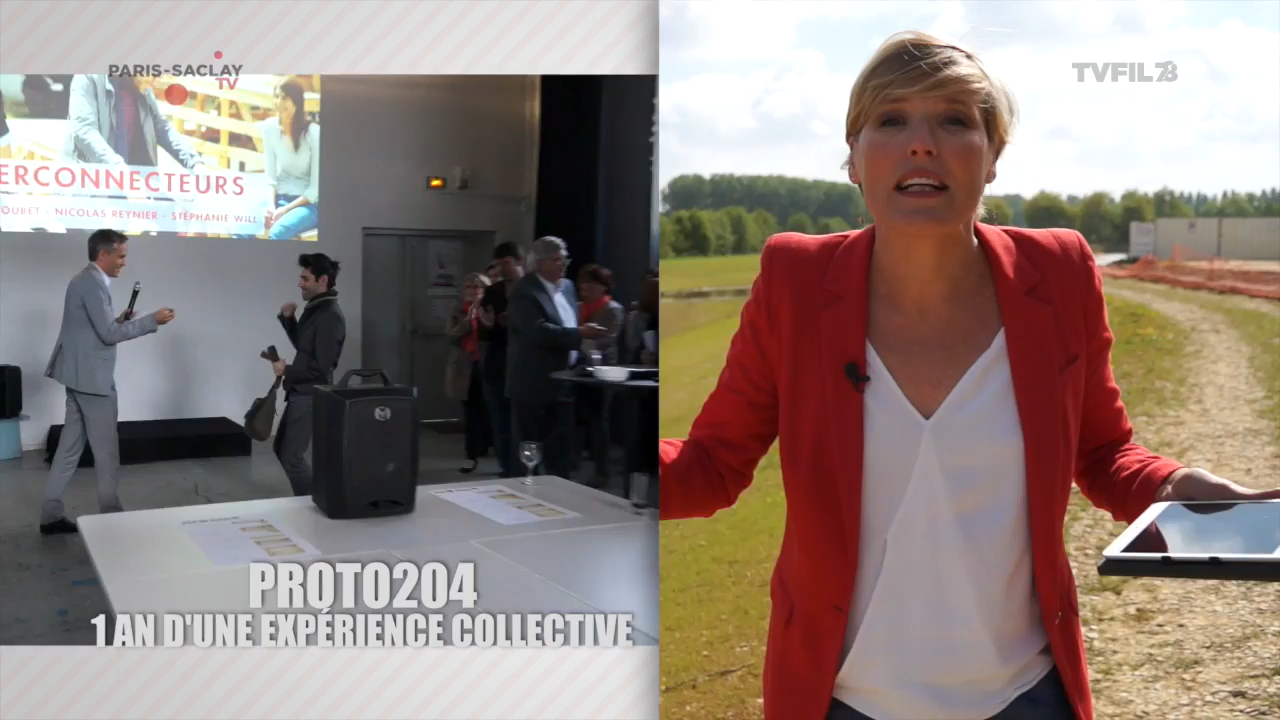 PARIS-SACLAY
TV
TVFIL78
ERCONNECTEURS
OUBET - NICOLAS REYNIER - STÉPHANIE WILL
PROTO204
1 AN D'UNE EXPÉRIENCE COLLECTIVE